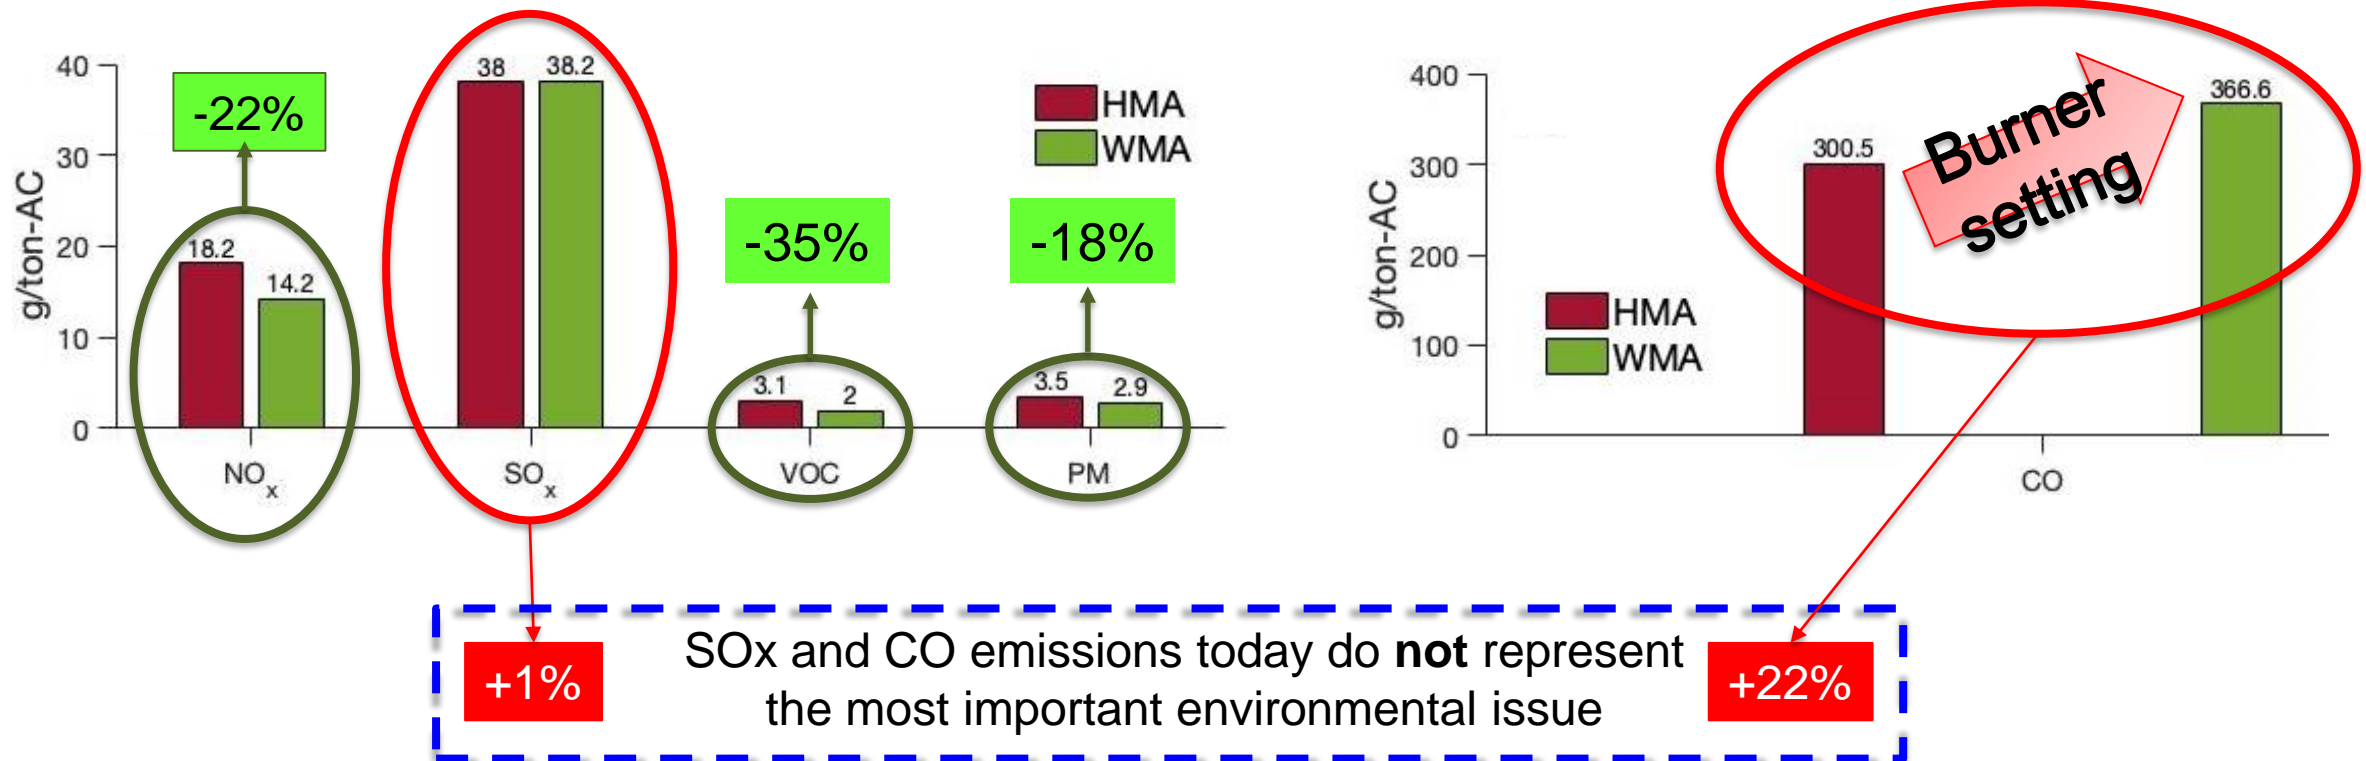 40
30
20
10
0
g/ton-AC
-22%
18.2
14.2
NOx
38
38.2
SOx
-35%
3.1
2
VOC
-18%
3.5
2.9
PM
HMA
WMA
400
300
200
100
0
g/ton-AC
HMA
WMA
300.5
Burner
setting
366.6
CO
+1%
SOx and CO emissions today do not represent
the most important environmental issue
+22%